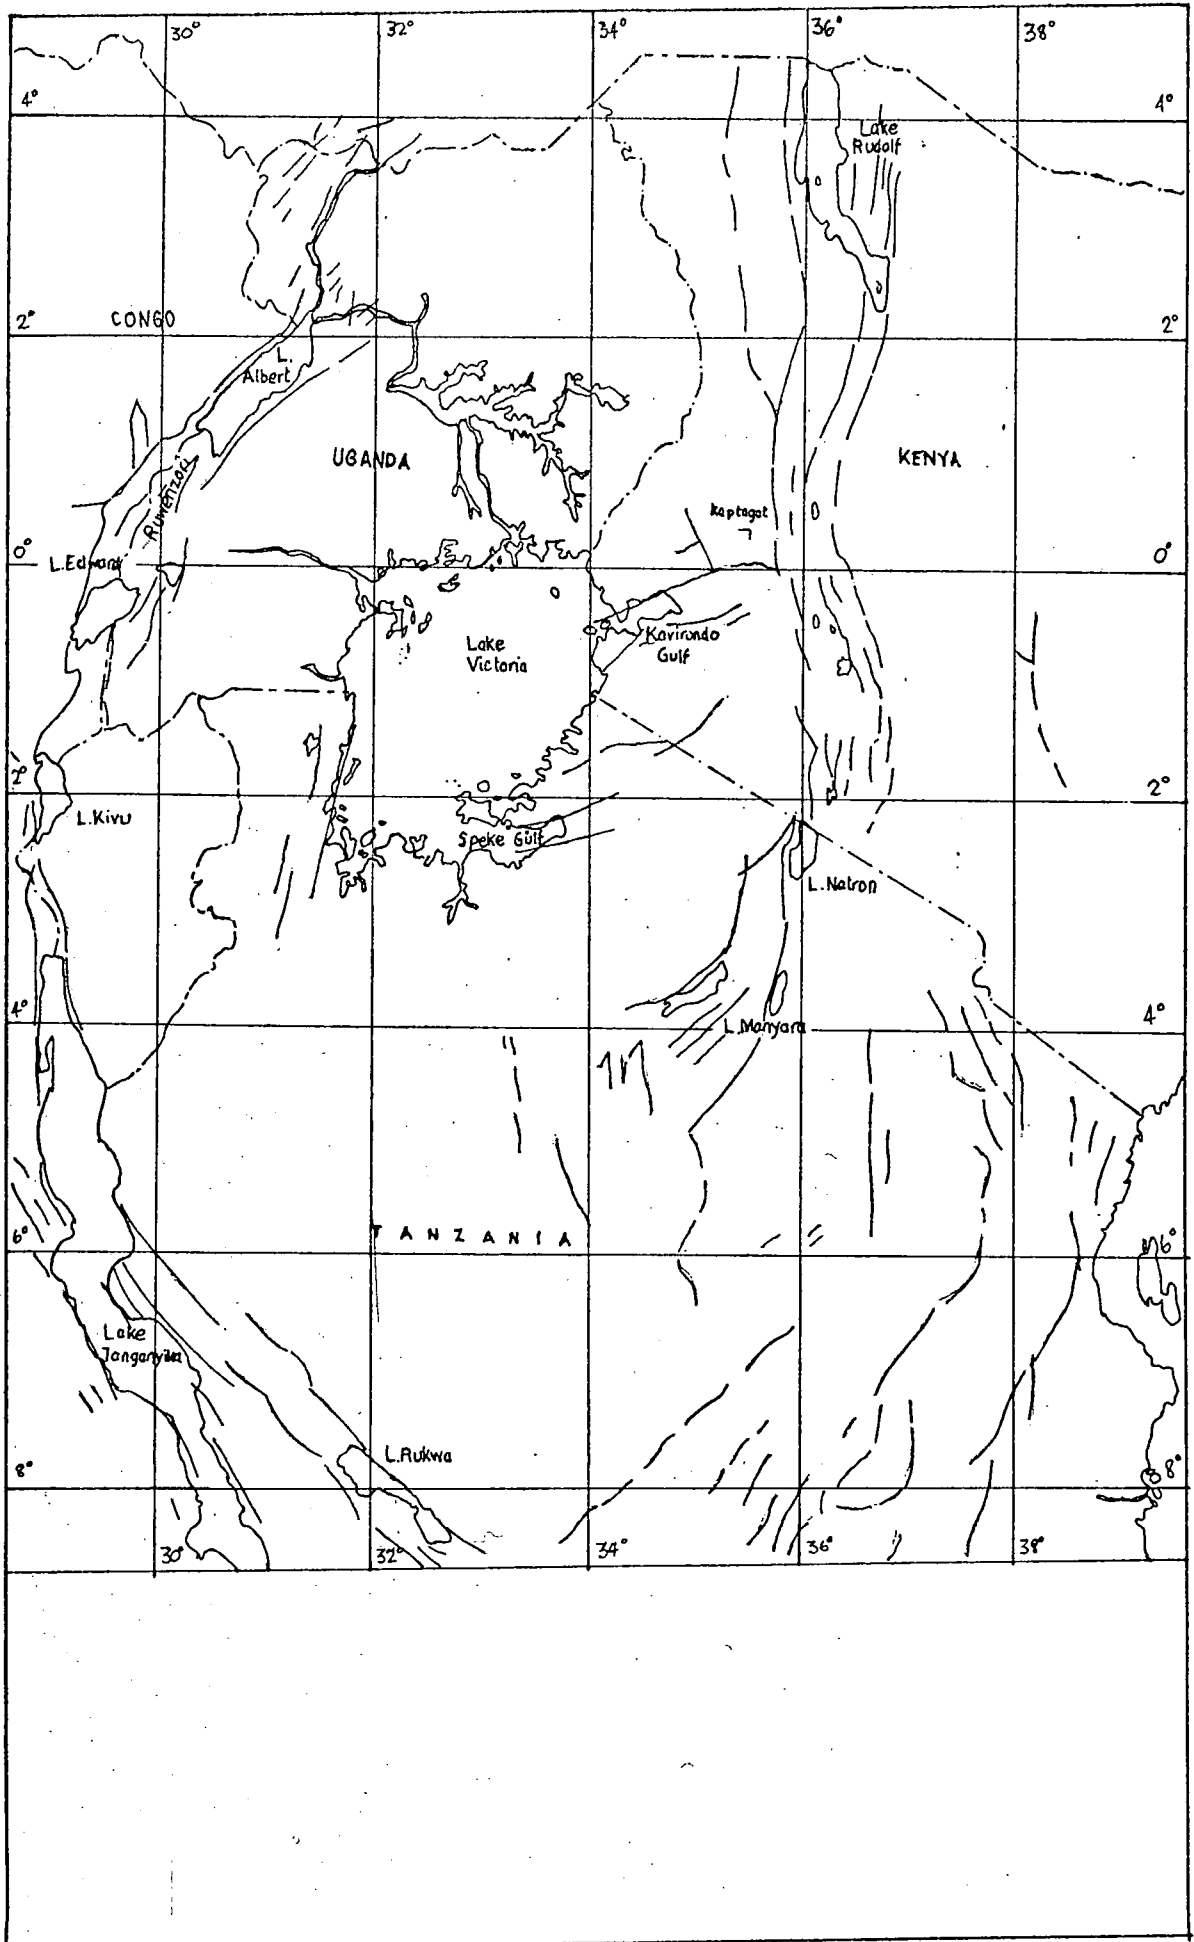 30°
32°
34°
36°
38°
4°
4°
Lake
Rudolf
2°
CONGO
2°
L.
Albert
UGANDA
KENYA
Ruwenzori
Kaptagat
0°
L.Edward
0°
Lake
Victoria
Kavirondo
Gulf
2°
2°
L.Kivu
Speke Gulf
L.Natron
4°
L.Manyara
4°
TANZANIA
6°
6°
Lake
Tanganyika
L.Rukwa
8°
8°
30°
32°
34°
36°
38°